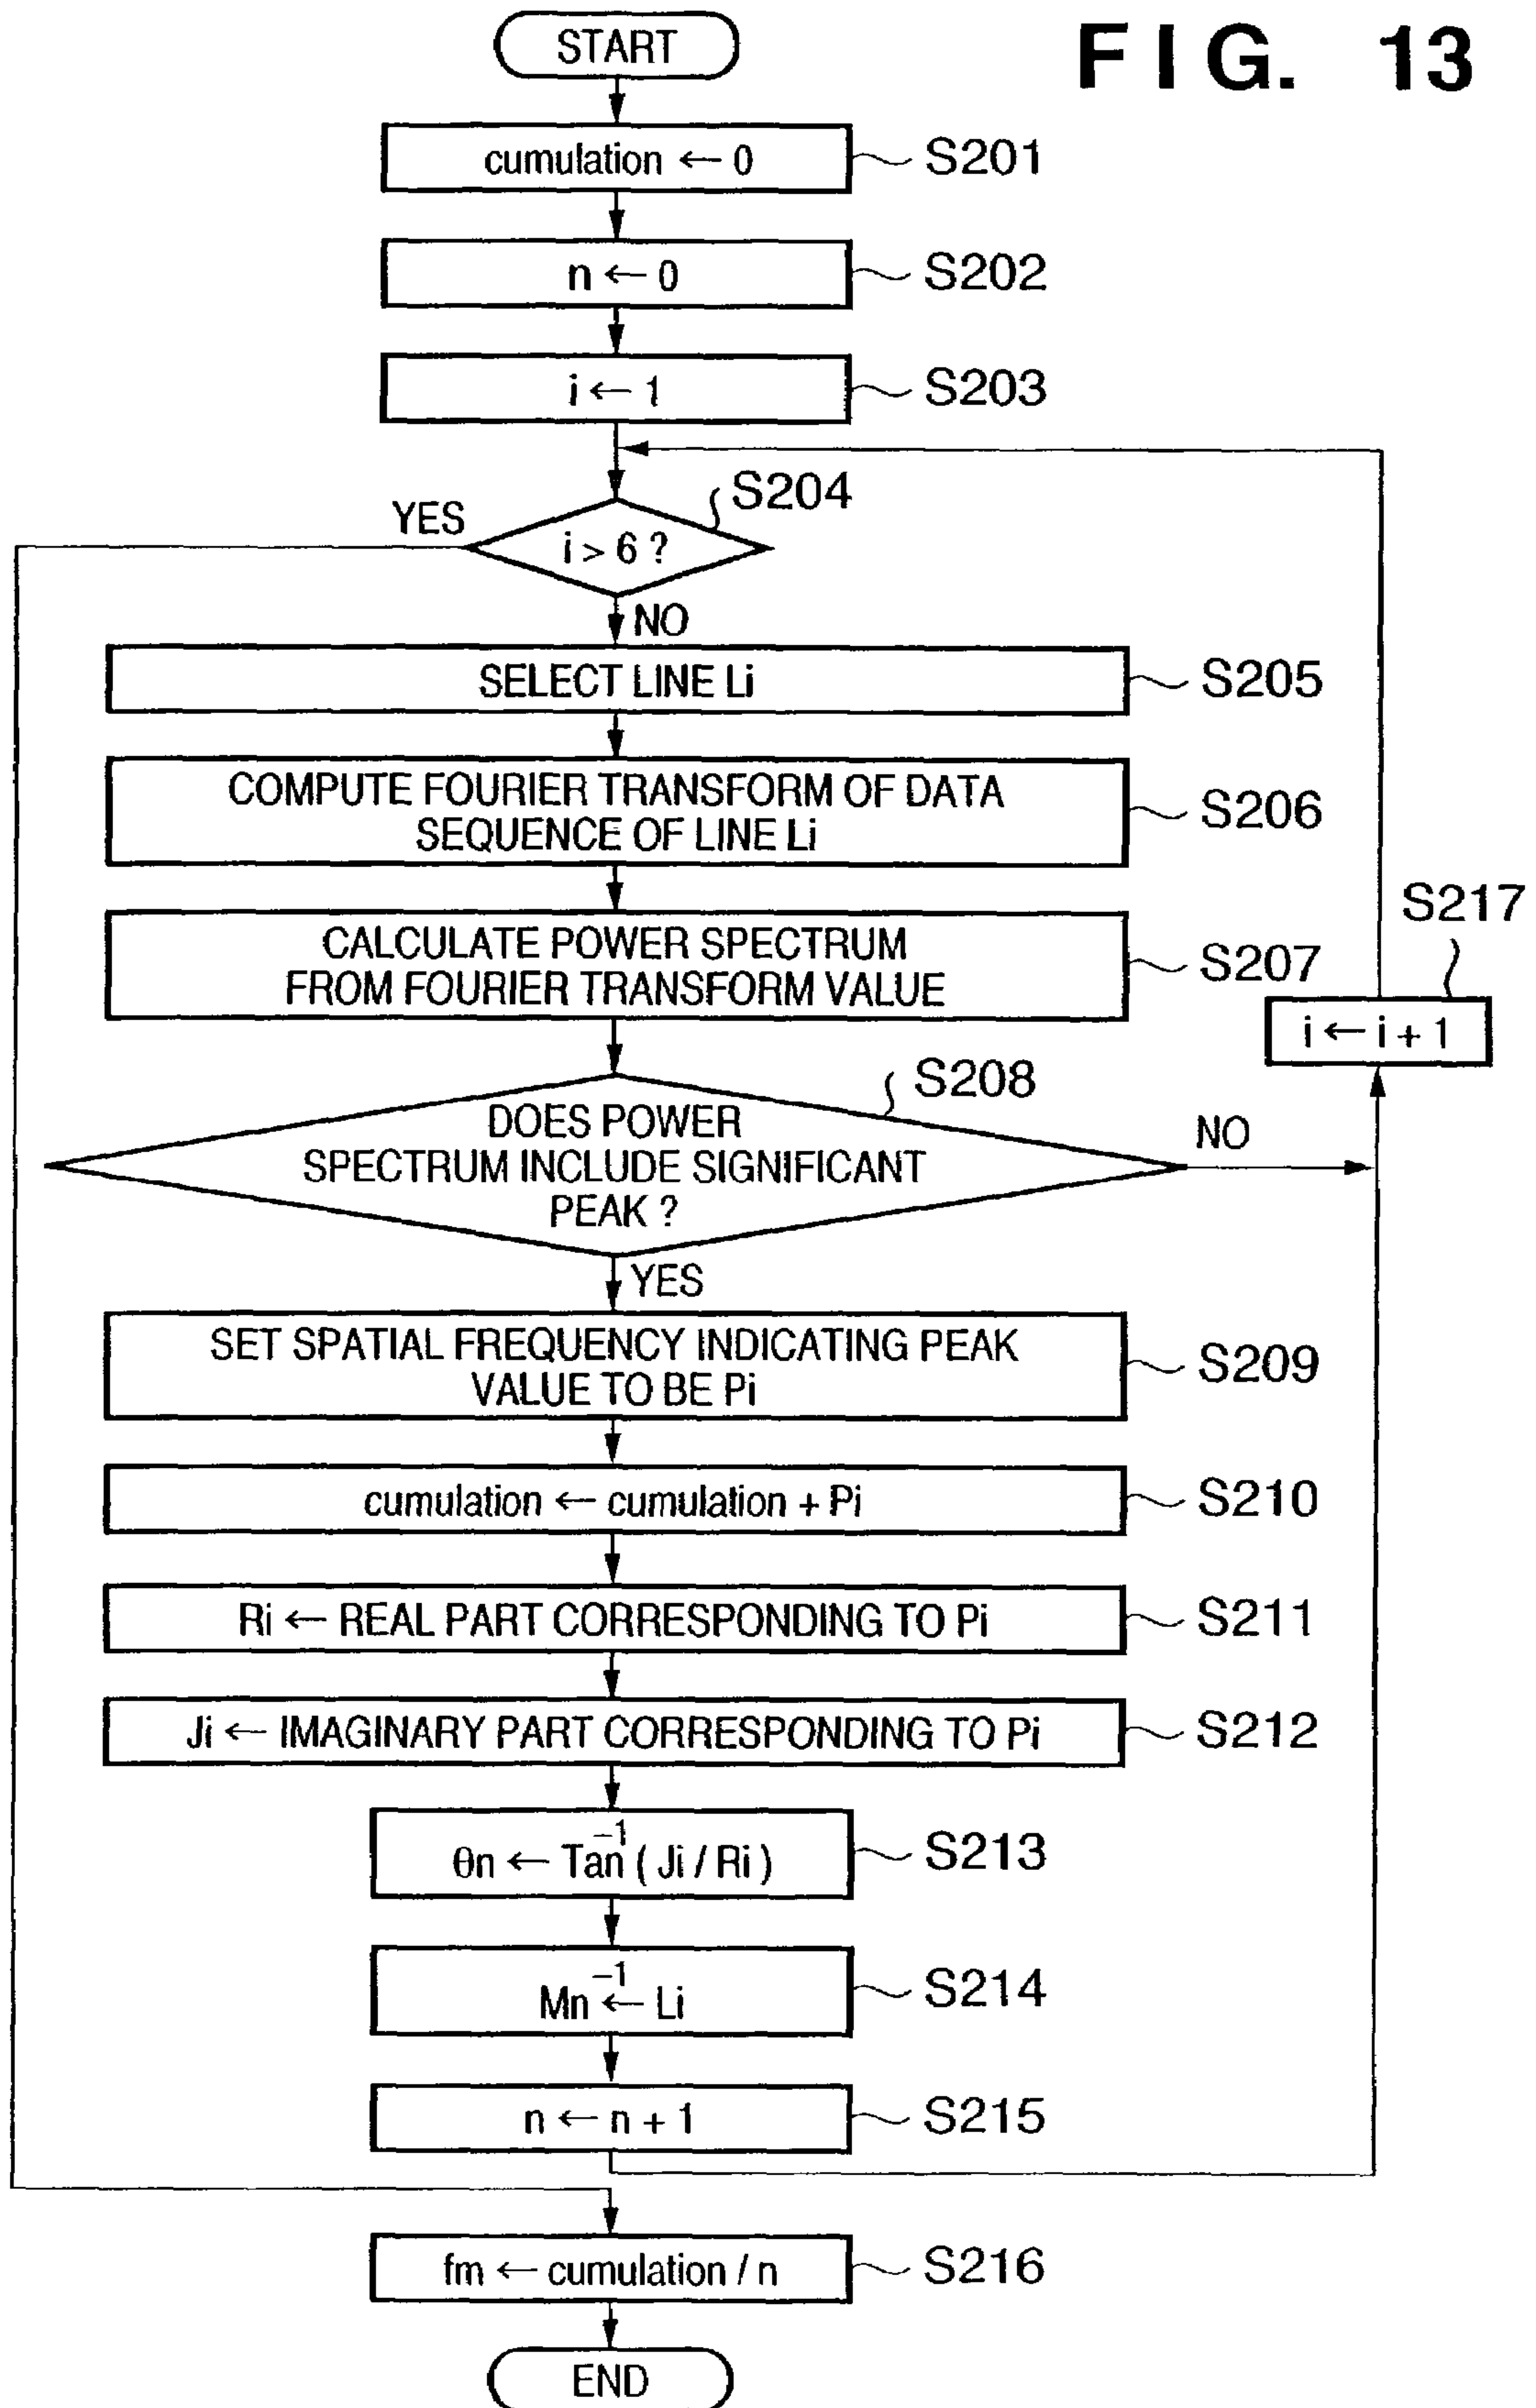 FIG. 13
START
cumulation ← 0
S201
n ← 0
S202
i ← 1
S203
S204
YES
i > 6 ?
NO
SELECT LINE Li
S205
COMPUTE FOURIER TRANSFORM OF DATA
SEQUENCE OF LINE Li
S206
CALCULATE POWER SPECTRUM
FROM FOURIER TRANSFORM VALUE
S207
S217
i ← i + 1
S208
DOES POWER
SPECTRUM INCLUDE SIGNIFICANT
PEAK ?
NO
YES
SET SPATIAL FREQUENCY INDICATING PEAK
VALUE TO BE Pi
S209
cumulation ← cumulation + Pi
S210
Ri ← REAL PART CORRESPONDING TO Pi
S211
Ji ← IMAGINARY PART CORRESPONDING TO Pi
S212
θn ← Tan⁻¹ ( Ji / Ri )
S213
−1
Mn ← Li
S214
n ← n + 1
S215
fm ← cumulation / n
S216
END